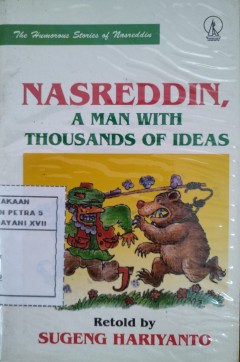 The Humorous Stories of Nasreddin
NASREDDIN,
A MAN WITH
THOUSANDS OF IDEAS
AKAAN
N PETRA S
AYANI XVII
Retold by
SUGENG HARIYANTO